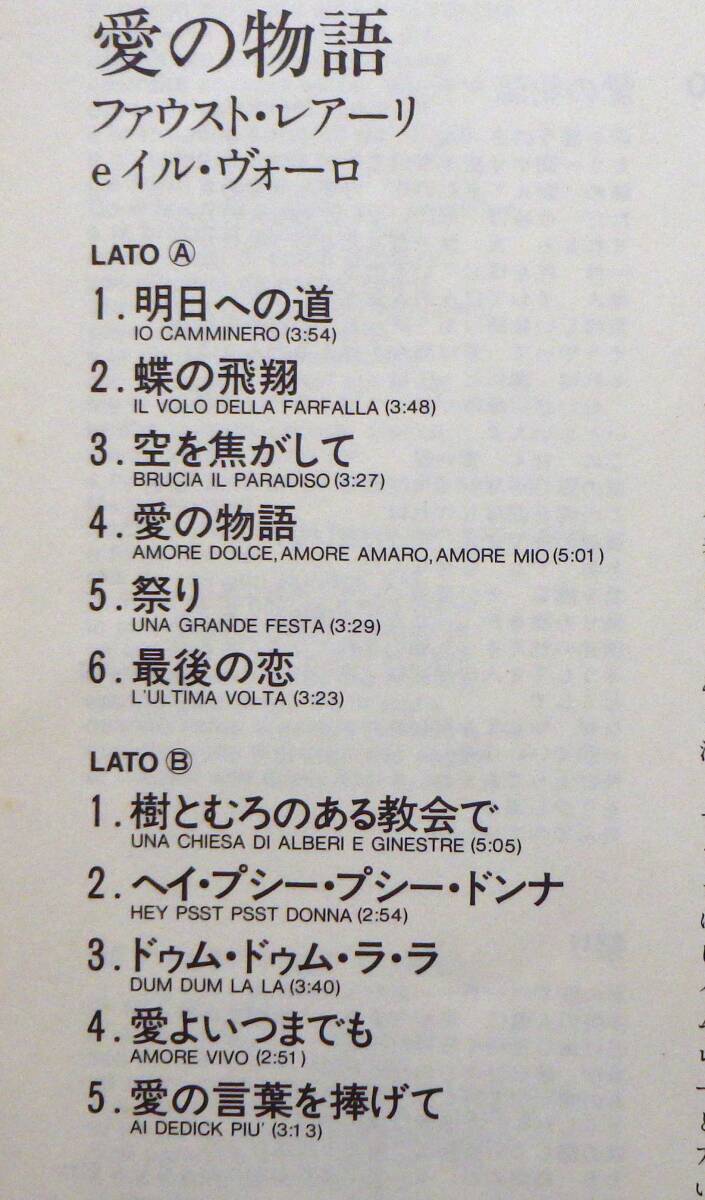 愛の物語
ファウスト・レアーリ
e イル・ヴォーロ
LATO Ⓐ
1. 明日への道
IO CAMMINERO (3:54)
2. 蝶の飛翔
IL VOLO DELLA FARFALLA (3:48)
3. 空を焦がして
BRUCIA IL PARADISO (3:27)
4. 愛の物語
AMORE DOLCE, AMORE AMARO, AMORE MIO (5:01)
5. 祭り
UNA GRANDE FESTA (3:29)
6. 最後の恋
L'ULTIMA VOLTA (3:23)
LATO Ⓑ
1. 樹とむろのある教会で
UNA CHIESA DI ALBERI E GINESTRE (5:05)
2. ヘイ・プシー・プシー・ドンナ
HEY PSST PSST DONNA (2:54)
3. ドゥム・ドゥム・ラ・ラ
DUM DUM LA LA (3:40)
4. 愛よいつまでも
AMORE VIVO (2:51)
5. 愛の言葉を捧げて
AI DEDICK PIU' (3:13)